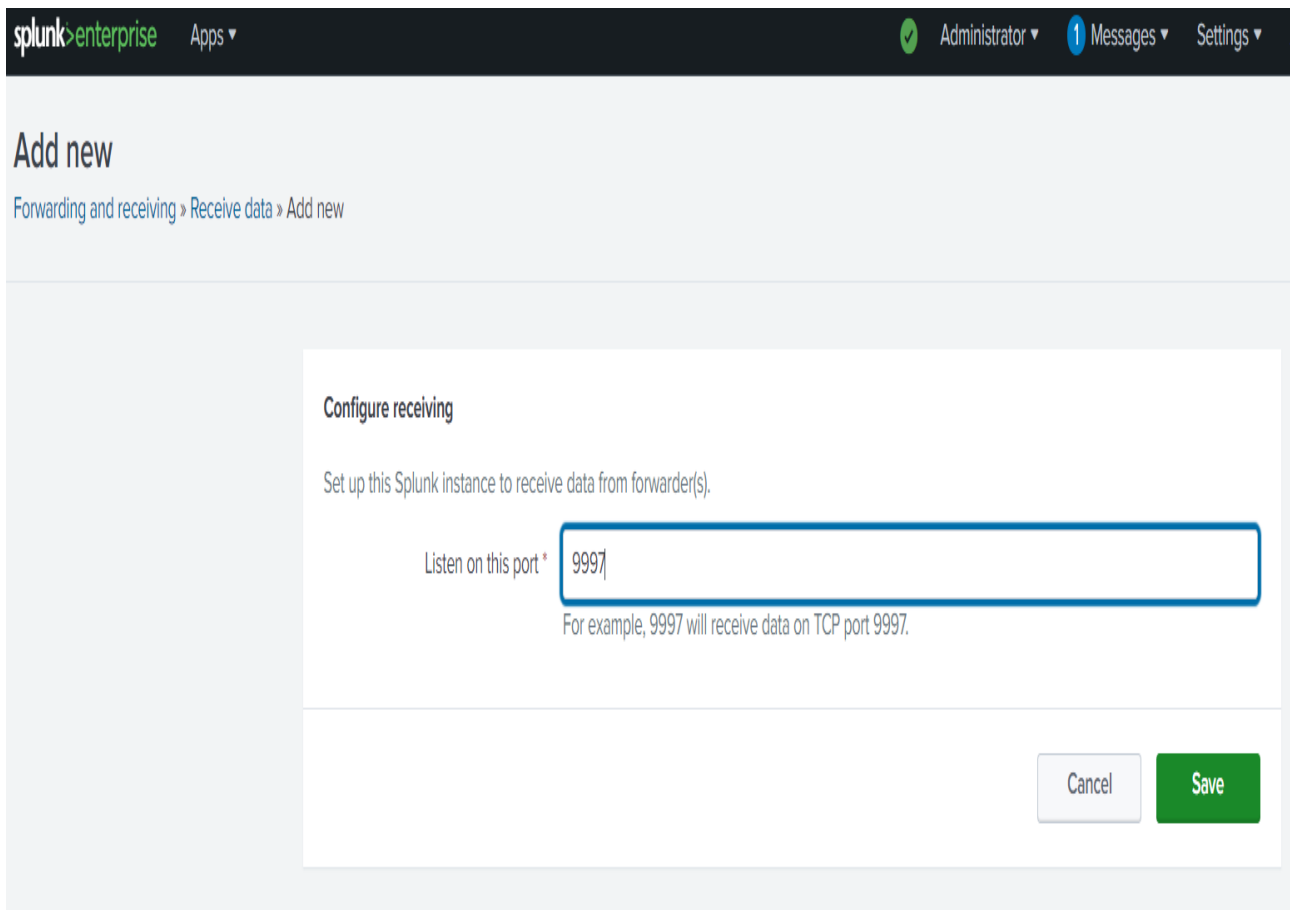 splunk>enterprise Apps ▾ Administrator ▾ 1 Messages ▾ Settings ▾
Add new
Forwarding and receiving » Receive data » Add new
Configure receiving
Set up this Splunk instance to receive data from forwarder(s).
Listen on this port * 9997
For example, 9997 will receive data on TCP port 9997.
Cancel Save